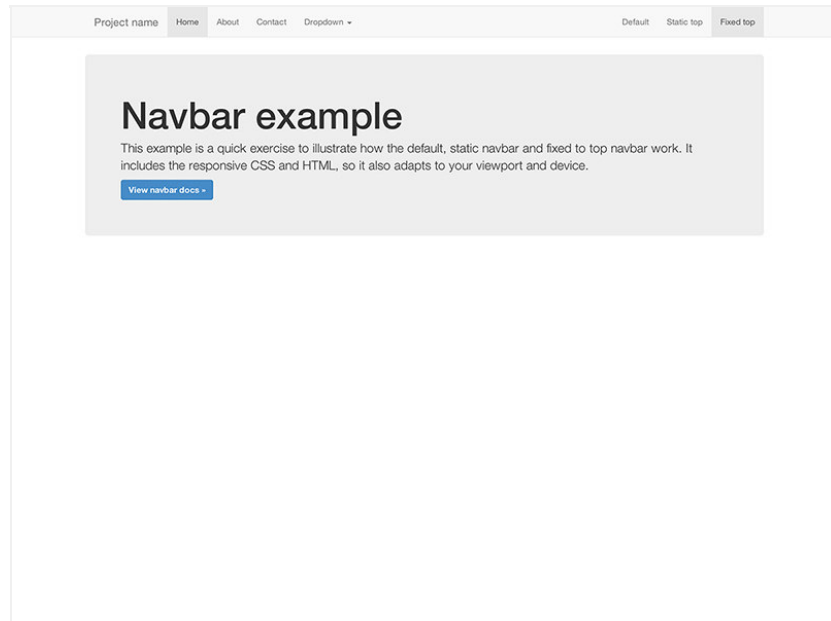 Project name Home About Contact Dropdown Default Static top Fixed top
Navbar example
This example is a quick exercise to illustrate how the default, static navbar and fixed to top navbar work. It
includes the responsive CSS and HTML, so it also adapts to your viewport and device.
View navbar docs »